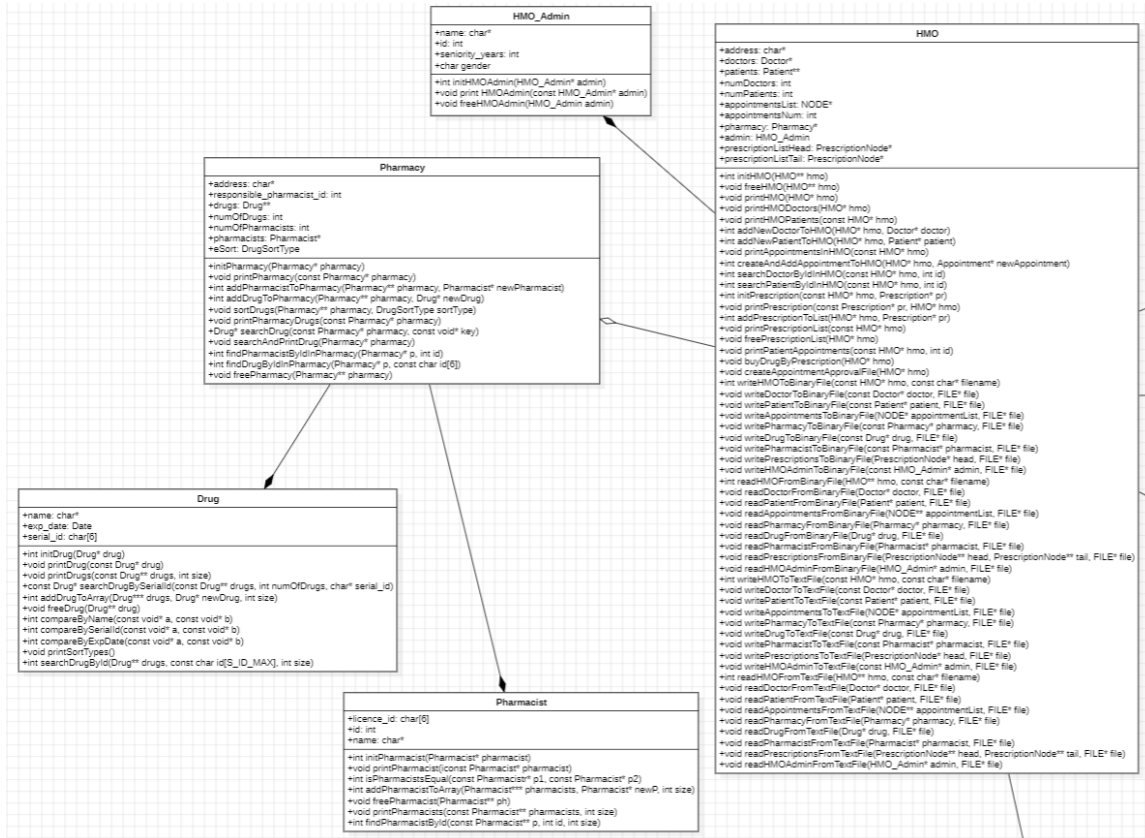 HMO_Admin
+name: char*
+id: int
+seniority_years: int
+char gender
+int initHMOAdmin(HMO_Admin* admin)
+void print HMOAdmin(const HMO_Admin* admin)
+void freeHMOAdmin(HMO_Admin admin)
HMO
+address: char*
+doctors: Doctor*
+patients: Patient**
+numDoctors: int
+numPatients: int
+appointmentsList: NODE*
+appointmentsNum: int
+pharmacy: Pharmacy*
+admin: HMO_Admin
+prescriptionListHead: PrescriptionNode*
+prescriptionListTail: PrescriptionNode*
+int initHMO(HMO** hmo)
+void freeHMO(HMO** hmo)
+void printHMO(HMO* hmo)
+void printHMODoctors(HMO* hmo)
+void printHMOPatients(const HMO* hmo)
+int addNewDoctorToHMO(HMO* hmo, Doctor* doctor)
+int addNewPatientToHMO(HMO* hmo, Patient* patient)
+void printAppointmentsInHMO(const HMO* hmo)
+int createAndAddAppointmentToHMO(HMO* hmo, Appointment* newAppointment)
+int searchDoctorByIdInHMO(const HMO* hmo, int id)
+int searchPatientByIdInHMO(const HMO* hmo, int id)
+int initPrescription(const HMO* hmo, Prescription* pr)
+void printPrescription(const Prescription* pr, HMO* hmo)
+int addPrescriptionToList(HMO* hmo, Prescription* pr)
+void printPrescriptionList(const HMO* hmo)
+void freePrescriptionList(HMO* hmo)
+void printPatientAppointments(const HMO* hmo, int id)
+void buyDrugByPrescription(HMO* hmo)
+void createAppointmentApprovalFile(HMO* hmo)
+int writeHMOToBinaryFile(const HMO* hmo, const char* filename)
+void writeDoctorToBinaryFile(const Doctor* doctor, FILE* file)
+void writePatientToBinaryFile(const Patient* patient, FILE* file)
+void writeAppointmentsToBinaryFile(NODE* appointmentList, FILE* file)
+void writePharmacyToBinaryFile(const Pharmacy* pharmacy, FILE* file)
+void writeDrugToBinaryFile(const Drug* drug, FILE* file)
+void writePharmacistToBinaryFile(const Pharmacist* pharmacist, FILE* file)
+void writePrescriptionsToBinaryFile(PrescriptionNode* head, FILE* file)
+void writeHMOAdminToBinaryFile(const HMO_Admin* admin, FILE* file)
+int readHMOFromBinaryFile(HMO** hmo, const char* filename)
+void readDoctorFromBinaryFile(Doctor* doctor, FILE* file)
+void readPatientFromBinaryFile(Patient* patient, FILE* file)
+void readAppointmentsFromBinaryFile(NODE** appointmentList, FILE* file)
+void readPharmacyFromBinaryFile(Pharmacy* pharmacy, FILE* file)
+void readDrugFromBinaryFile(Drug* drug, FILE* file)
+void readPharmacistFromBinaryFile(Pharmacist* pharmacist, FILE* file)
+void readPrescriptionsFromBinaryFile(PrescriptionNode** head, PrescriptionNode** tail, FILE* file)
+void readHMOAdminFromBinaryFile(HMO_Admin* admin, FILE* file)
+int writeHMOToTextFile(const HMO* hmo, const char* filename)
+void writeDoctorToTextFile(const Doctor* doctor, FILE* file)
+void writePatientToTextFile(const Patient* patient, FILE* file)
+void writeAppointmentsToTextFile(NODE* appointmentList, FILE* file)
+void writePharmacyToTextFile(const Pharmacy* pharmacy, FILE* file)
+void writeDrugToTextFile(const Drug* drug, FILE* file)
+void writePharmacistToTextFile(const Pharmacist* pharmacist, FILE* file)
+void writePrescriptionsToTextFile(PrescriptionNode* head, FILE* file)
+void writeHMOAdminToTextFile(const HMO_Admin* admin, FILE* file)
+int readHMOFromTextFile(HMO** hmo, const char* filename)
+void readDoctorFromTextFile(Doctor* doctor, FILE* file)
+void readPatientFromTextFile(Patient* patient, FILE* file)
+void readAppointmentsFromTextFile(NODE** appointmentList, FILE* file)
+void readPharmacyFromTextFile(Pharmacy* pharmacy, FILE* file)
+void readDrugFromTextFile(Drug* drug, FILE* file)
+void readPharmacistFromTextFile(Pharmacist* pharmacist, FILE* file)
+void readPrescriptionsFromTextFile(PrescriptionNode** head, PrescriptionNode** tail, FILE* file)
+void readHMOAdminFromTextFile(HMO_Admin* admin, FILE* file)
Pharmacy
+address: char*
+responsible_pharmacist_id: int
+drugs: Drug**
+numOfDrugs: int
+numOfPharmacists: int
+pharmacists: Pharmacist*
+eSort: DrugSortType
+initPharmacy(Pharmacy* pharmacy)
+void printPharmacy(const Pharmacy* pharmacy)
+int addPharmacistToPharmacy(Pharmacy** pharmacy, Pharmacist* newPharmacist)
+int addDrugToPharmacy(Pharmacy** pharmacy, Drug* newDrug)
+void sortDrugs(Pharmacy** pharmacy, DrugSortType sortType)
+void printPharmacyDrugs(const Pharmacy* pharmacy)
+Drug* searchDrug(const Pharmacy* pharmacy, const void* key)
+void searchAndPrintDrug(Pharmacy* pharmacy)
+int findPharmacistByIdInPharmacy(Pharmacy* p, int id)
+int findDrugByIdInPharmacy(Pharmacy* p, const char id[6])
+void freePharmacy(Pharmacy** pharmacy)
Drug
+name: char*
+exp_date: Date
+serial_id: char[6]
+int initDrug(Drug* drug)
+void printDrug(const Drug* drug)
+void printDrugs(const Drug** drugs, int size)
+const Drug* searchDrugBySerialId(const Drug** drugs, int numOfDrugs, char* serial_id)
+int addDrugToArray(Drug*** drugs, Drug* newDrug, int size)
+void freeDrug(Drug** drug)
+int compareByName(const void* a, const void* b)
+int compareBySerialId(const void* a, const void* b)
+int compareByExpDate(const void* a, const void* b)
+void printSortTypes()
+int searchDrugById(Drug** drugs, const char id[S_ID_MAX], int size)
Pharmacist
+licence_id: char[6]
+id: int
+name: char*
+int initPharmacist(Pharmacist* pharmacist)
+void printPharmacist(iconst Pharmacist* pharmacist)
+int isPharmacistsEqual(const Pharmacistr* p1, const Pharmacist* p2)
+int addPharmacistToArray(Pharmacist*** pharmacists, Pharmacist* newP, int size)
+void freePharmacist(Pharmacist** ph)
+void printPharmacists(const Pharmacist** pharmacists, int size)
+int findPharmacistById(const Pharmacist** p, int id, int size)